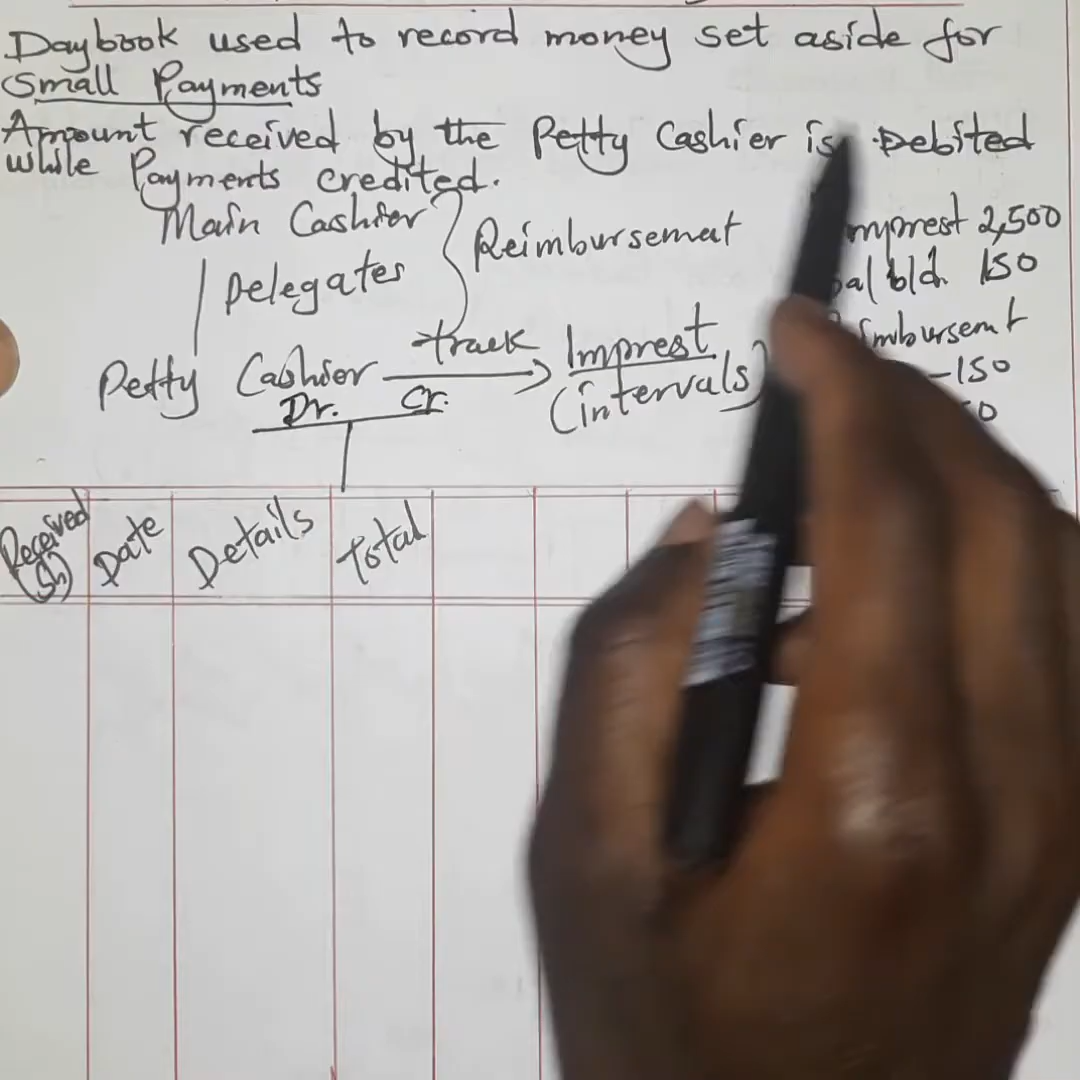 Daybook used to record money set aside for
Small Payments
Amount received by the Petty Cashier is Debited
while Payments credited.
Main Cashier
Reimbursemat
Delegates
track
Petty Cashier
Imprest
(intervals)
Dr. Cr.
2,500
bld. 150
-150
Received (sh)
Date
Details
Total